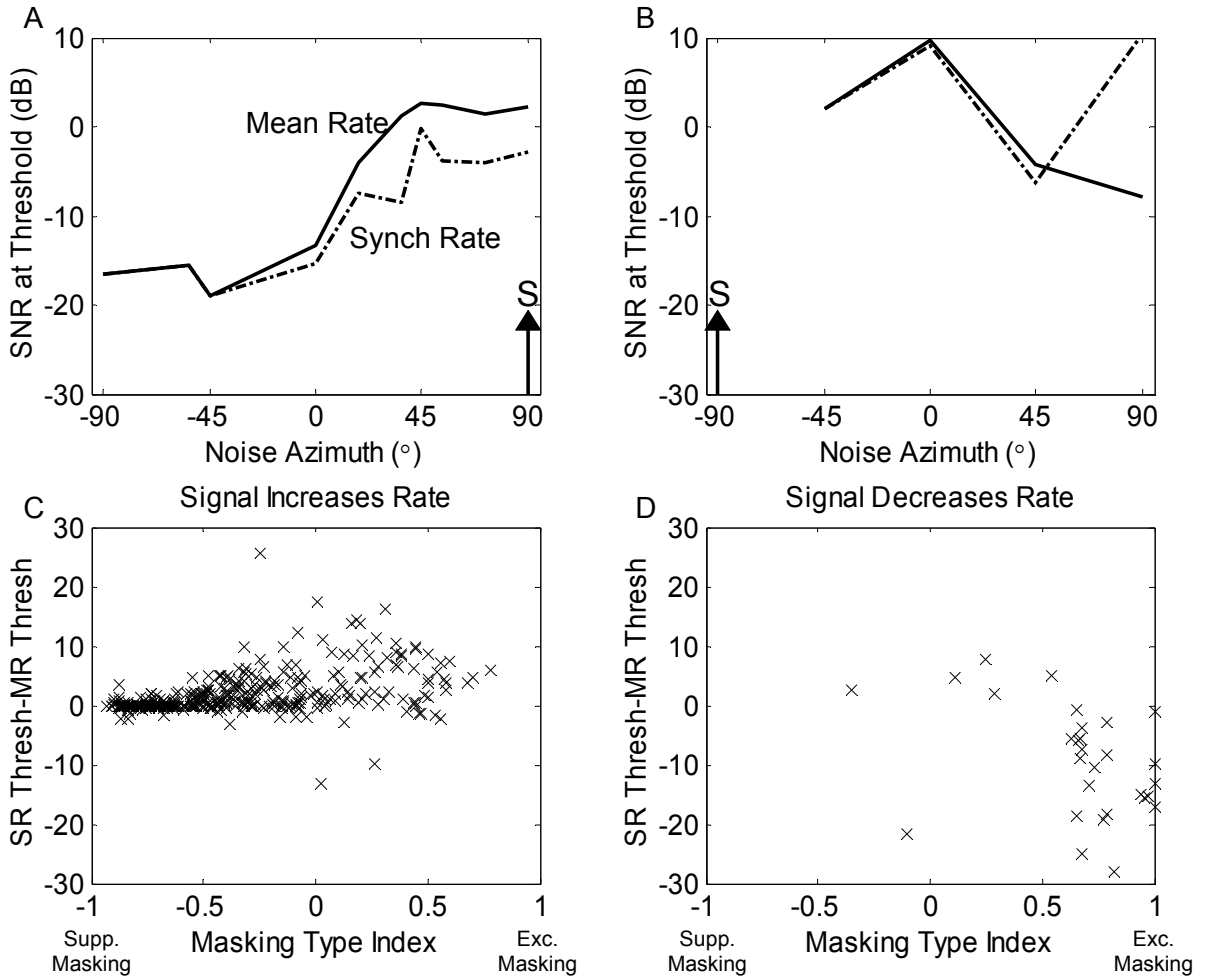 A
SNR at Threshold (dB)
10
0
-10
-20
-30
Mean Rate
Synch Rate
S
-90
-45
0
45
90
Noise Azimuth (°)
B
SNR at Threshold (dB)
10
0
-10
-20
-30
S
-90
-45
0
45
90
Noise Azimuth (°)
C
Signal Increases Rate
SR Thresh-MR Thresh
30
20
10
0
-10
-20
-30
-1
-0.5
0
0.5
1
Supp.
Masking
Masking Type Index
Exc.
Masking
D
Signal Decreases Rate
SR Thresh-MR Thresh
30
20
10
0
-10
-20
-30
-1
-0.5
0
0.5
1
Supp.
Masking
Masking Type Index
Exc.
Masking